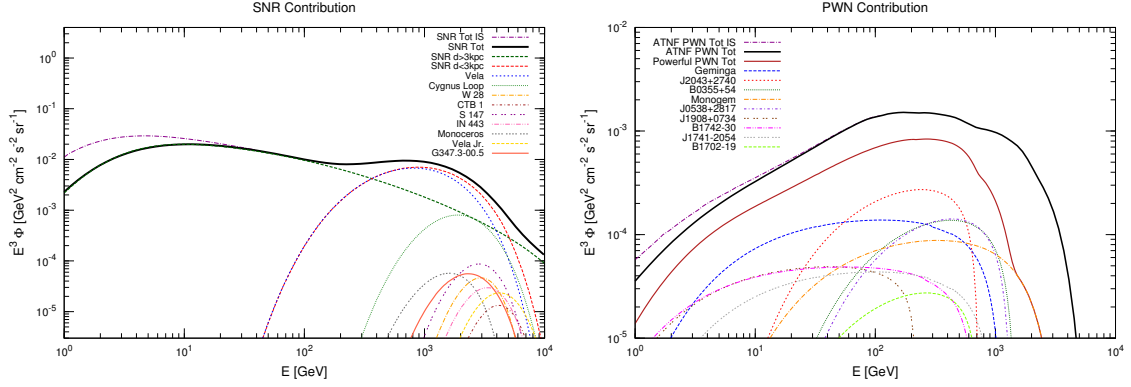 SNR Contribution
E³ Φ [GeV² cm⁻² s⁻² sr⁻¹]
10⁰
10⁻¹
10⁻²
10⁻³
10⁻⁴
10⁻⁵
SNR Tot IS
SNR Tot
SNR d>3kpc
SNR d<3kpc
Vela
Cygnus Loop
W 28
CTB 1
S 147
IN 443
Monoceros
Vela Jr.
G347.3-00.5
10⁰ 10¹ 10² 10³ 10⁴
E [GeV]
PWN Contribution
E³ Φ [GeV² cm⁻² s⁻² sr⁻¹]
10⁻²
10⁻³
10⁻⁴
10⁻⁵
ATNF PWN Tot IS
ATNF PWN Tot
Powerful PWN Tot
Geminga
J2043+2740
B0355+54
Monogem
J0538+2817
J1908+0734
B1742-30
J1741-2054
B1702-19
10⁰ 10¹ 10² 10³ 10⁴
E [GeV]